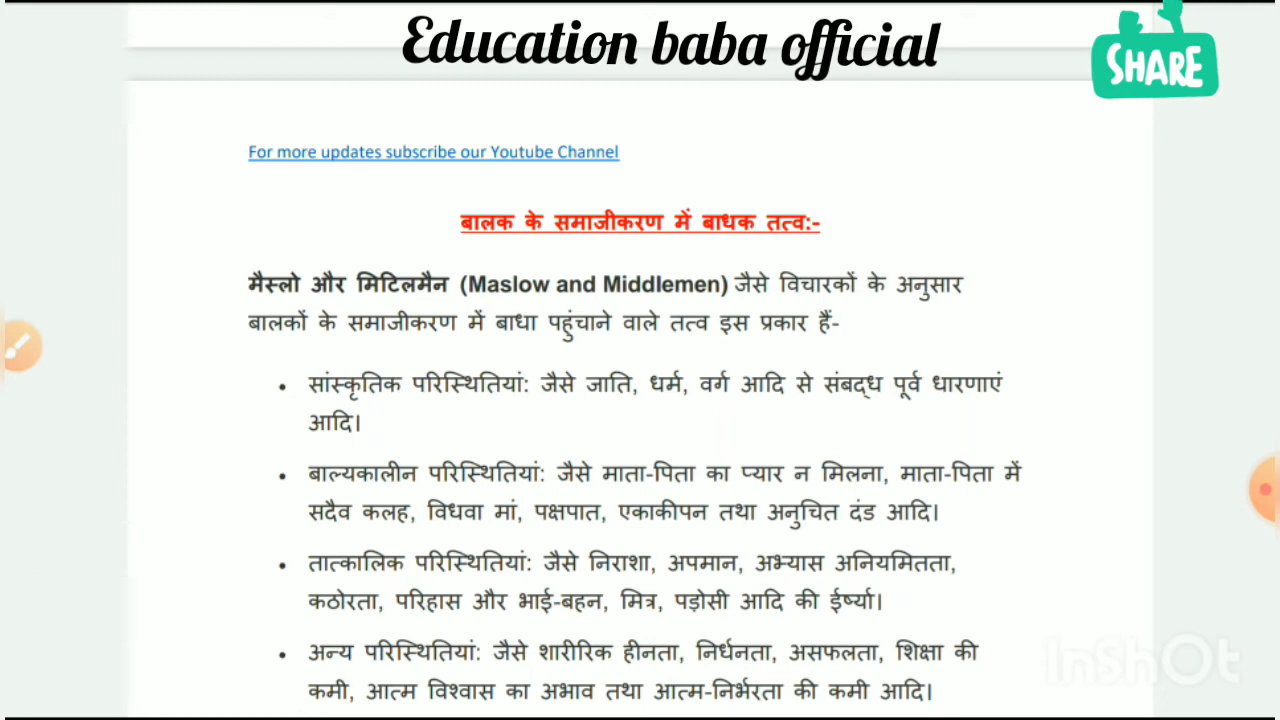 Education baba official
SHARE
For more updates subscribe our Youtube Channel
बालक के समाजीकरण में बाधक तत्व:-
मैस्लो और मिटिलमैन (Maslow and Middlemen) जैसे विचारकों के अनुसार
बालकों के समाजीकरण में बाधा पहुंचाने वाले तत्व इस प्रकार हैं-
• सांस्कृतिक परिस्थितियां: जैसे जाति, धर्म, वर्ग आदि से संबद्ध पूर्व धारणाएं
आदि।
• बाल्यकालीन परिस्थितियां: जैसे माता-पिता का प्यार न मिलना, माता-पिता में
सदैव कलह, विधवा मां, पक्षपात, एकाकीपन तथा अनुचित दंड आदि।
• तात्कालिक परिस्थितियां: जैसे निराशा, अपमान, अभ्यास अनियमितता,
कठोरता, परिहास और भाई-बहन, मित्र, पड़ोसी आदि की ईर्ष्या।
• अन्य परिस्थितियां: जैसे शारीरिक हीनता, निर्धनता, असफलता, शिक्षा की
कमी, आत्म विश्वास का अभाव तथा आत्म-निर्भरता की कमी आदि।
InShOt